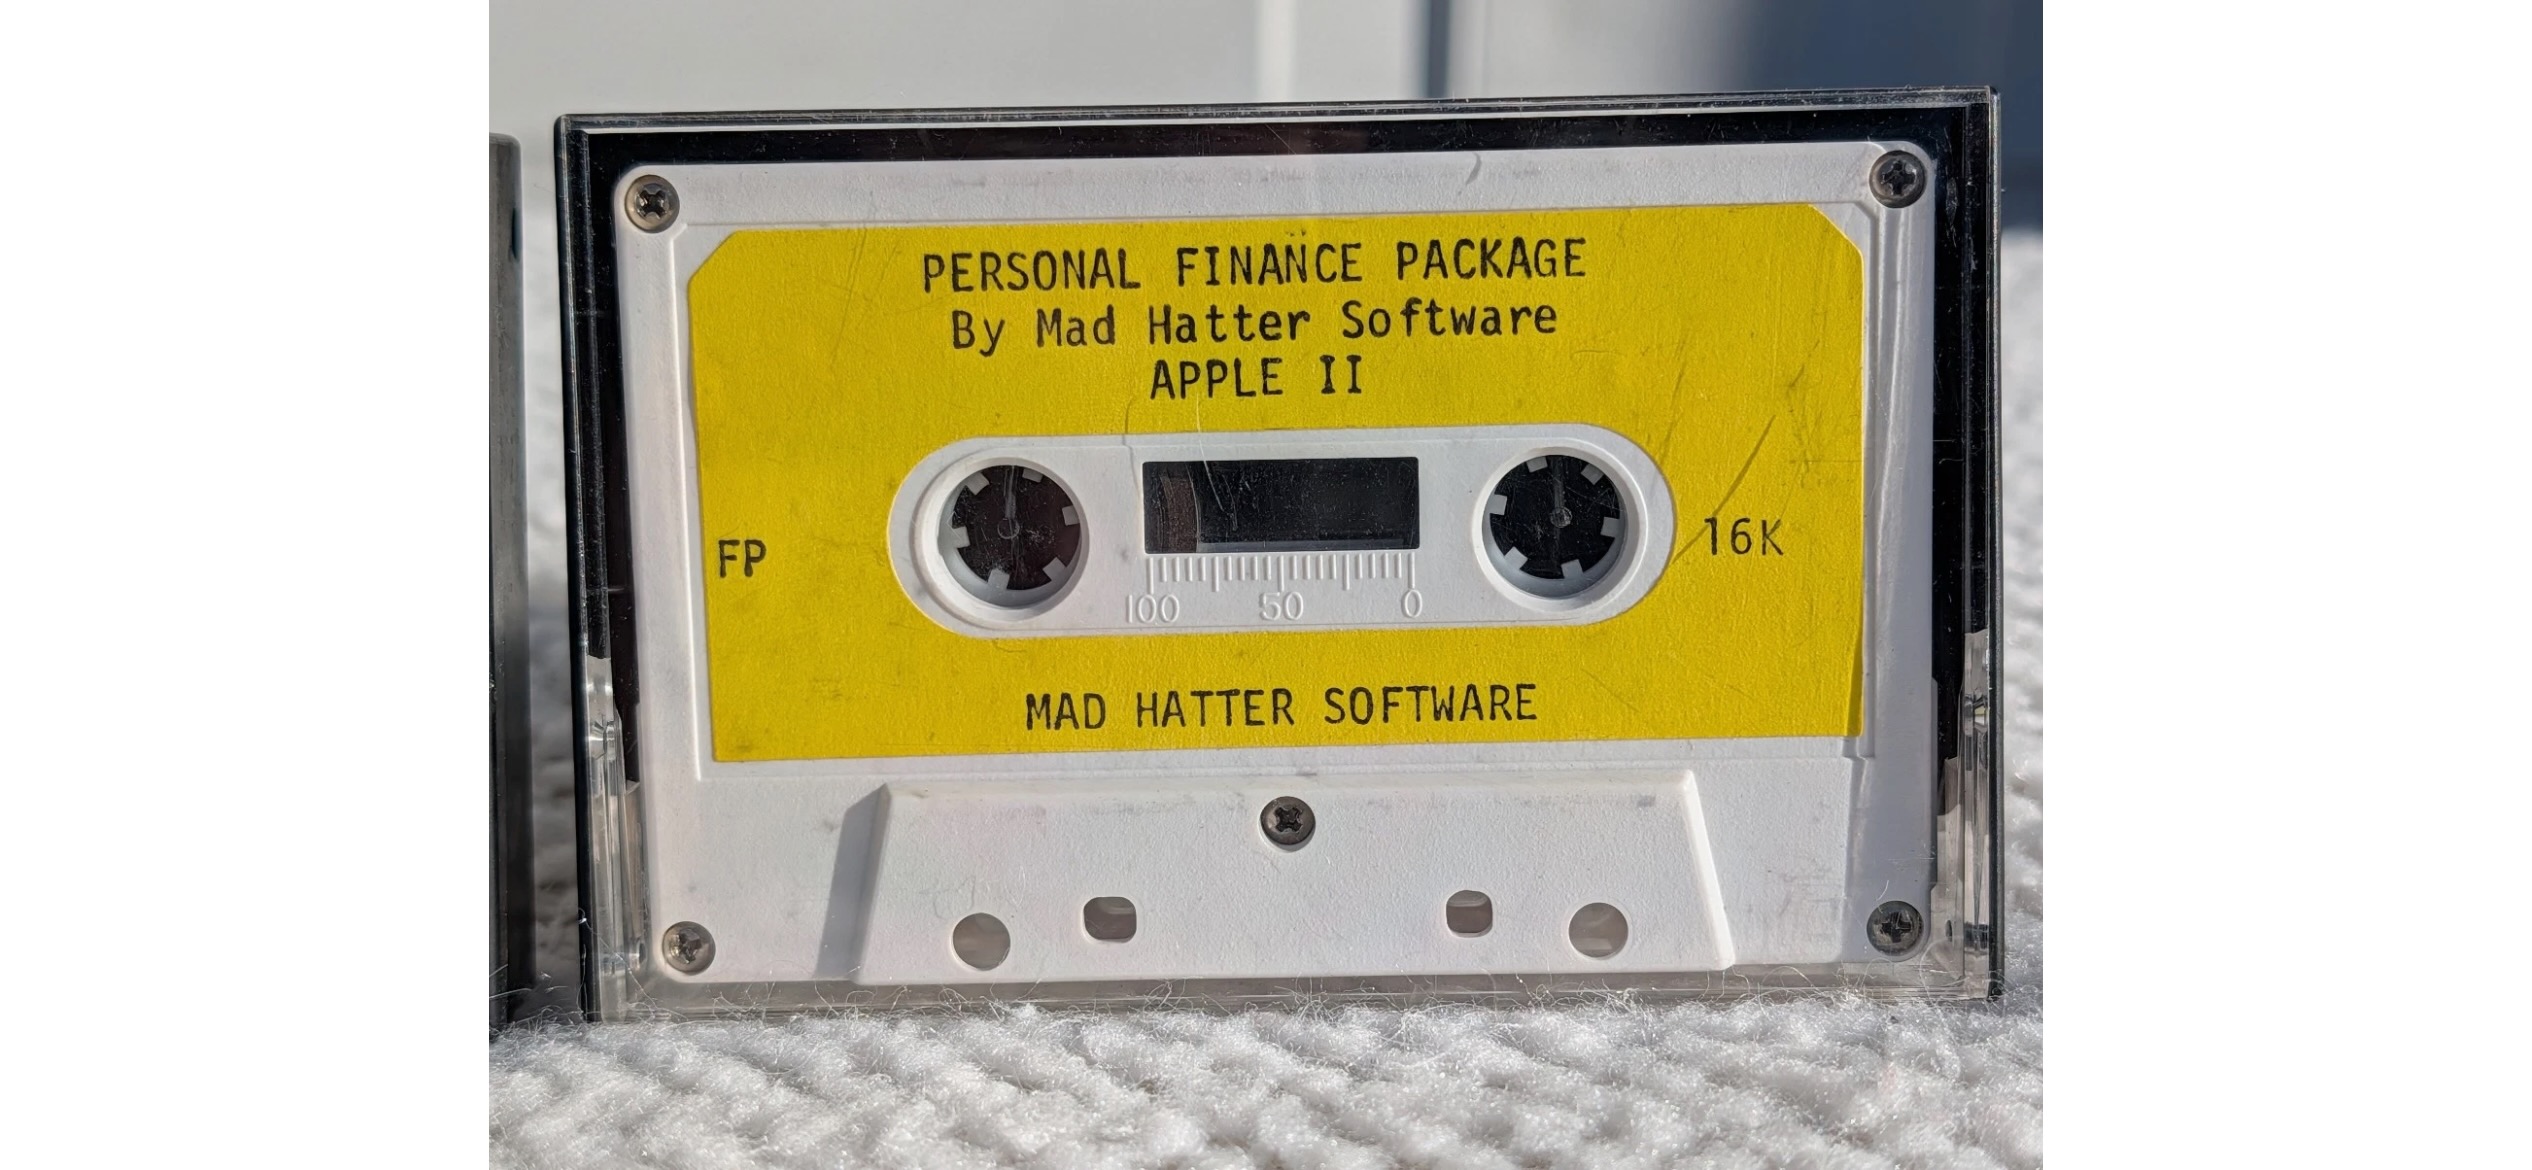 PERSONAL FINANCE PACKAGE
By Mad Hatter Software
APPLE II
FP
16K
100 50 0
MAD HATTER SOFTWARE